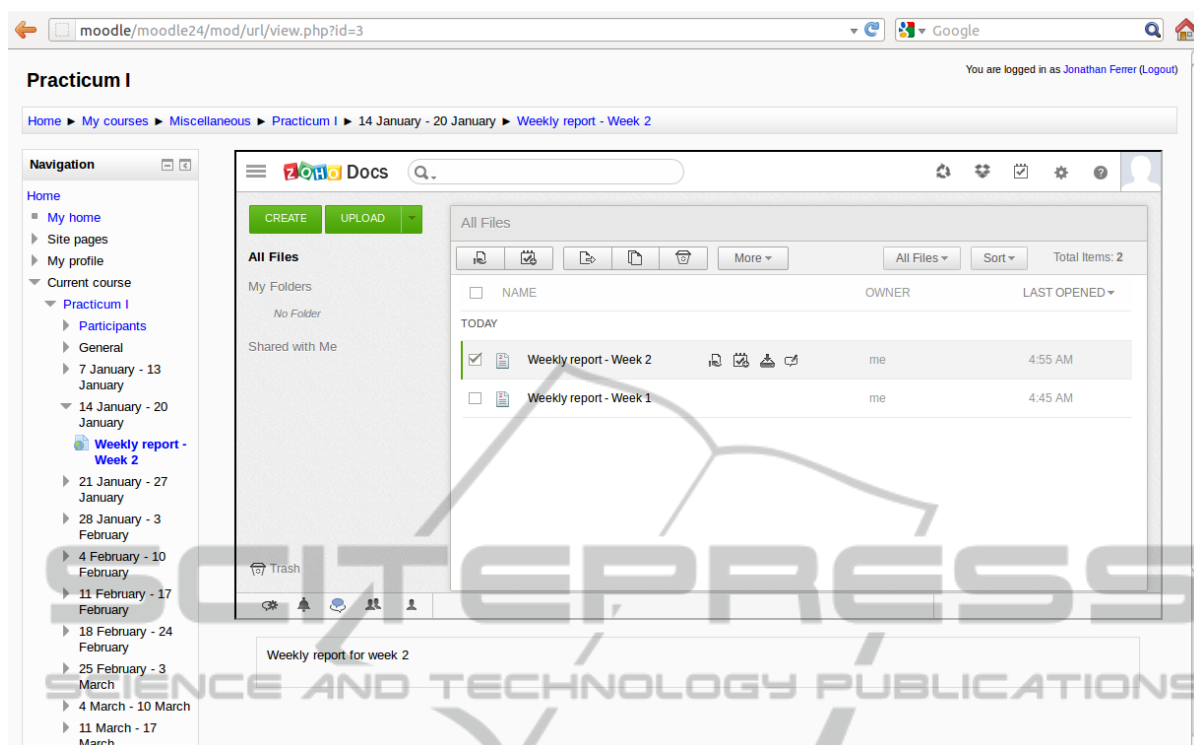 moodle/moodle24/mod/url/view.php?id=3
Google
Practicum I
You are logged in as Jonathan Ferrer (Logout)
Home ► My courses ► Miscellaneous ► Practicum I ► 14 January - 20 January ► Weekly report - Week 2
Navigation
Home
My home
Site pages
My profile
Current course
Practicum I
Participants
General
7 January - 13
January
14 January - 20
January
Weekly report -
Week 2
21 January - 27
January
28 January - 3
February
4 February - 10
February
11 February - 17
February
18 February - 24
February
25 February - 3
March
4 March - 10 March
11 March - 17
March
ZOHO Docs
CREATE UPLOAD
All Files
My Folders
No Folder
Shared with Me
Trash
All Files
More All Files Sort Total Items: 2
NAME OWNER LAST OPENED
TODAY
Weekly report - Week 2 me 4:55 AM
Weekly report - Week 1 me 4:45 AM
Weekly report for week 2
SCITEPRESS
SCIENCE AND TECHNOLOGY PUBLICATIONS